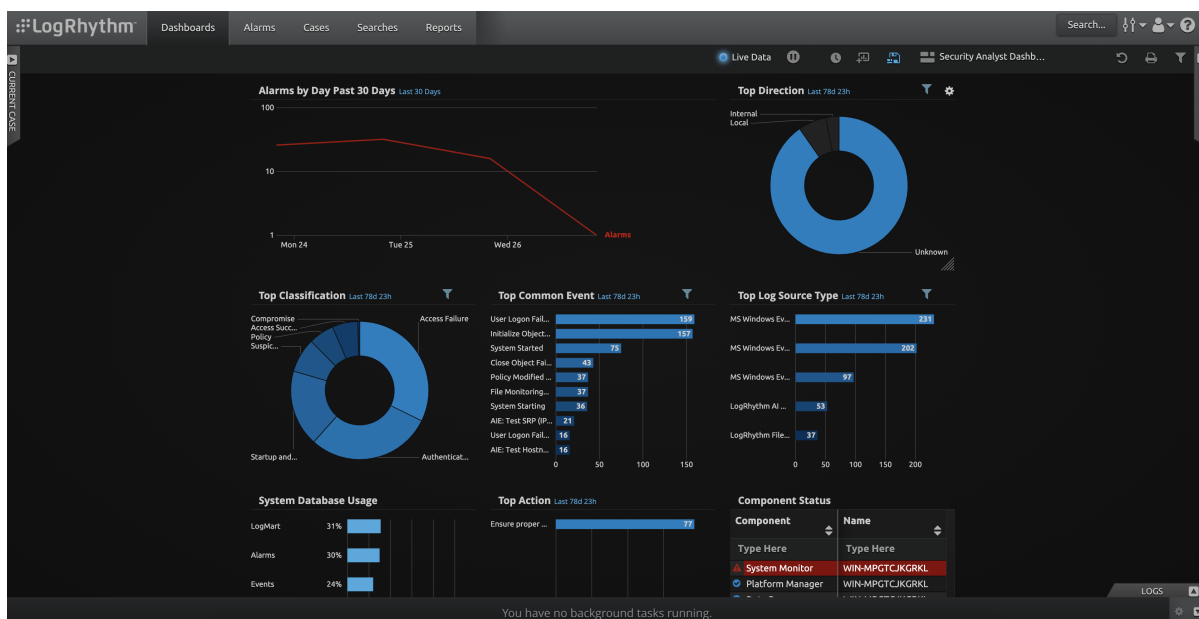 LogRhythm
Dashboards
Alarms
Cases
Searches
Reports
Search...
CURRENT CASE
Live Data
Security Analyst Dashb...
Alarms by Day Past 30 Days Last 30 Days
100
10
1
Mon 24
Tue 25
Wed 26
Alarms
Top Direction Last 78d 23h
Internal
Local
Unknown
Top Classification Last 78d 23h
Compromise
Access Succ...
Policy
Suspic...
Access Failure
Startup and...
Authenticat...
Top Common Event Last 78d 23h
User Logon Fail... 159
Initialize Object... 157
System Started 75
Close Object Fai... 43
Policy Modified ... 37
File Monitoring... 37
System Starting 36
AIE: Test SRP (IP... 21
User Logon Fail... 16
AIE: Test Hostn... 16
0 50 100 150
Top Log Source Type Last 78d 23h
MS Windows Ev... 231
MS Windows Ev... 202
MS Windows Ev... 97
LogRhythm AI ... 53
LogRhythm File... 37
0 50 100 150 200
System Database Usage
LogMart 31%
Alarms 30%
Events 24%
Top Action Last 78d 23h
Ensure proper ... 77
Component Status
Component Name
Type Here Type Here
System Monitor WIN-MPGTCJKGRKL
Platform Manager WIN-MPGTCJKGRKL
LOGS
You have no background tasks running.